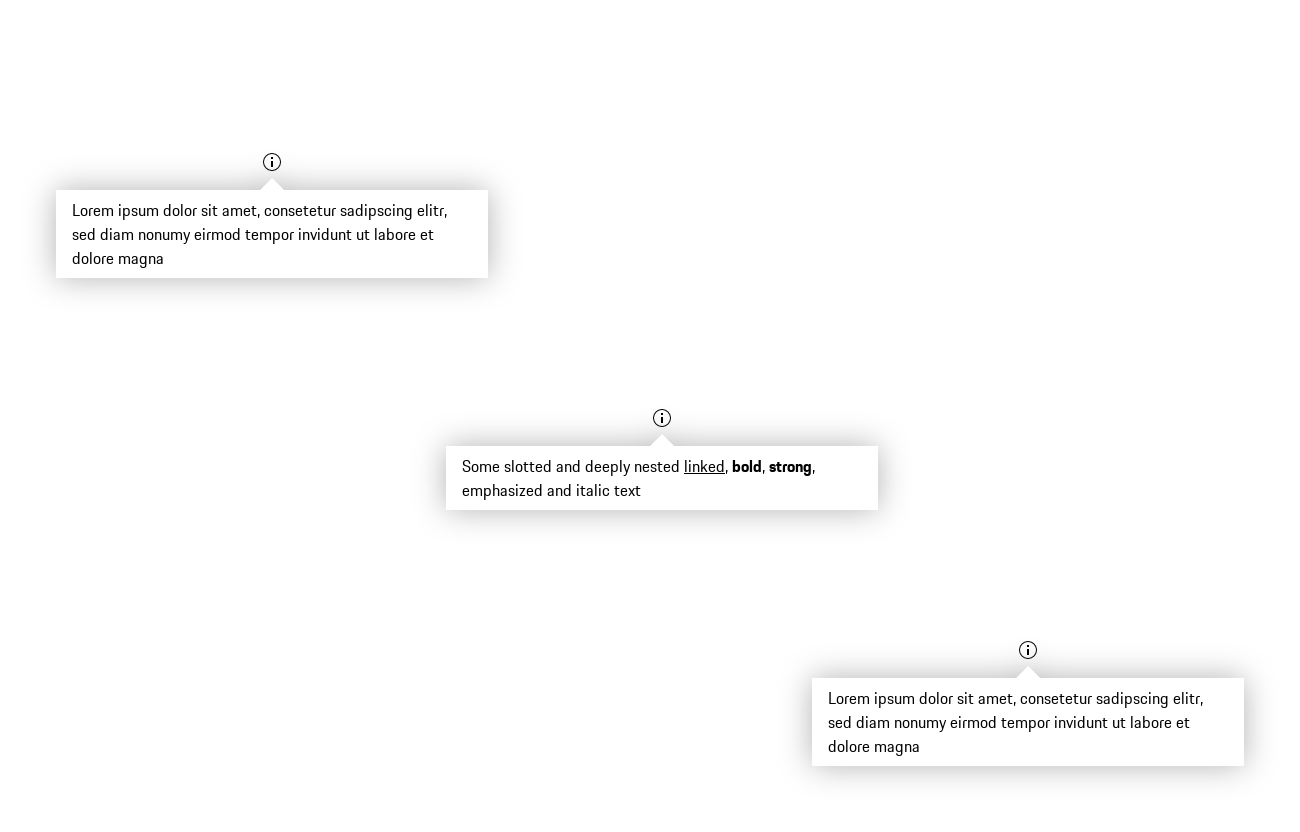 Lorem ipsum dolor sit amet, consetetur sadipscing elitr,
sed diam nonumy eirmod tempor invidunt ut labore et
dolore magna
Some slotted and deeply nested linked, bold, strong,
emphasized and italic text
Lorem ipsum dolor sit amet, consetetur sadipscing elitr,
sed diam nonumy eirmod tempor invidunt ut labore et
dolore magna